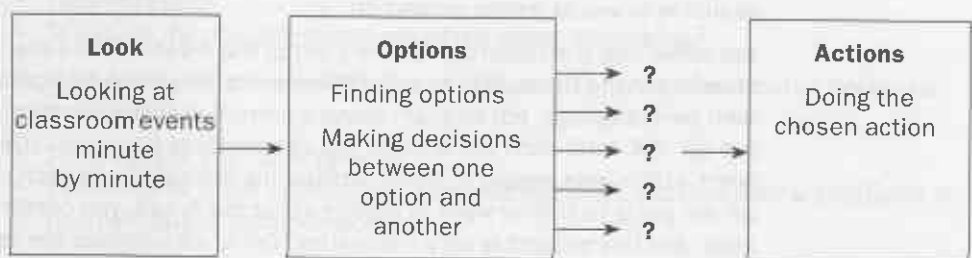 Look
Looking at
classroom events
minute
by minute
Options
Finding options
Making decisions
between one
option and
another
?
?
?
?
?
Actions
Doing the
chosen action